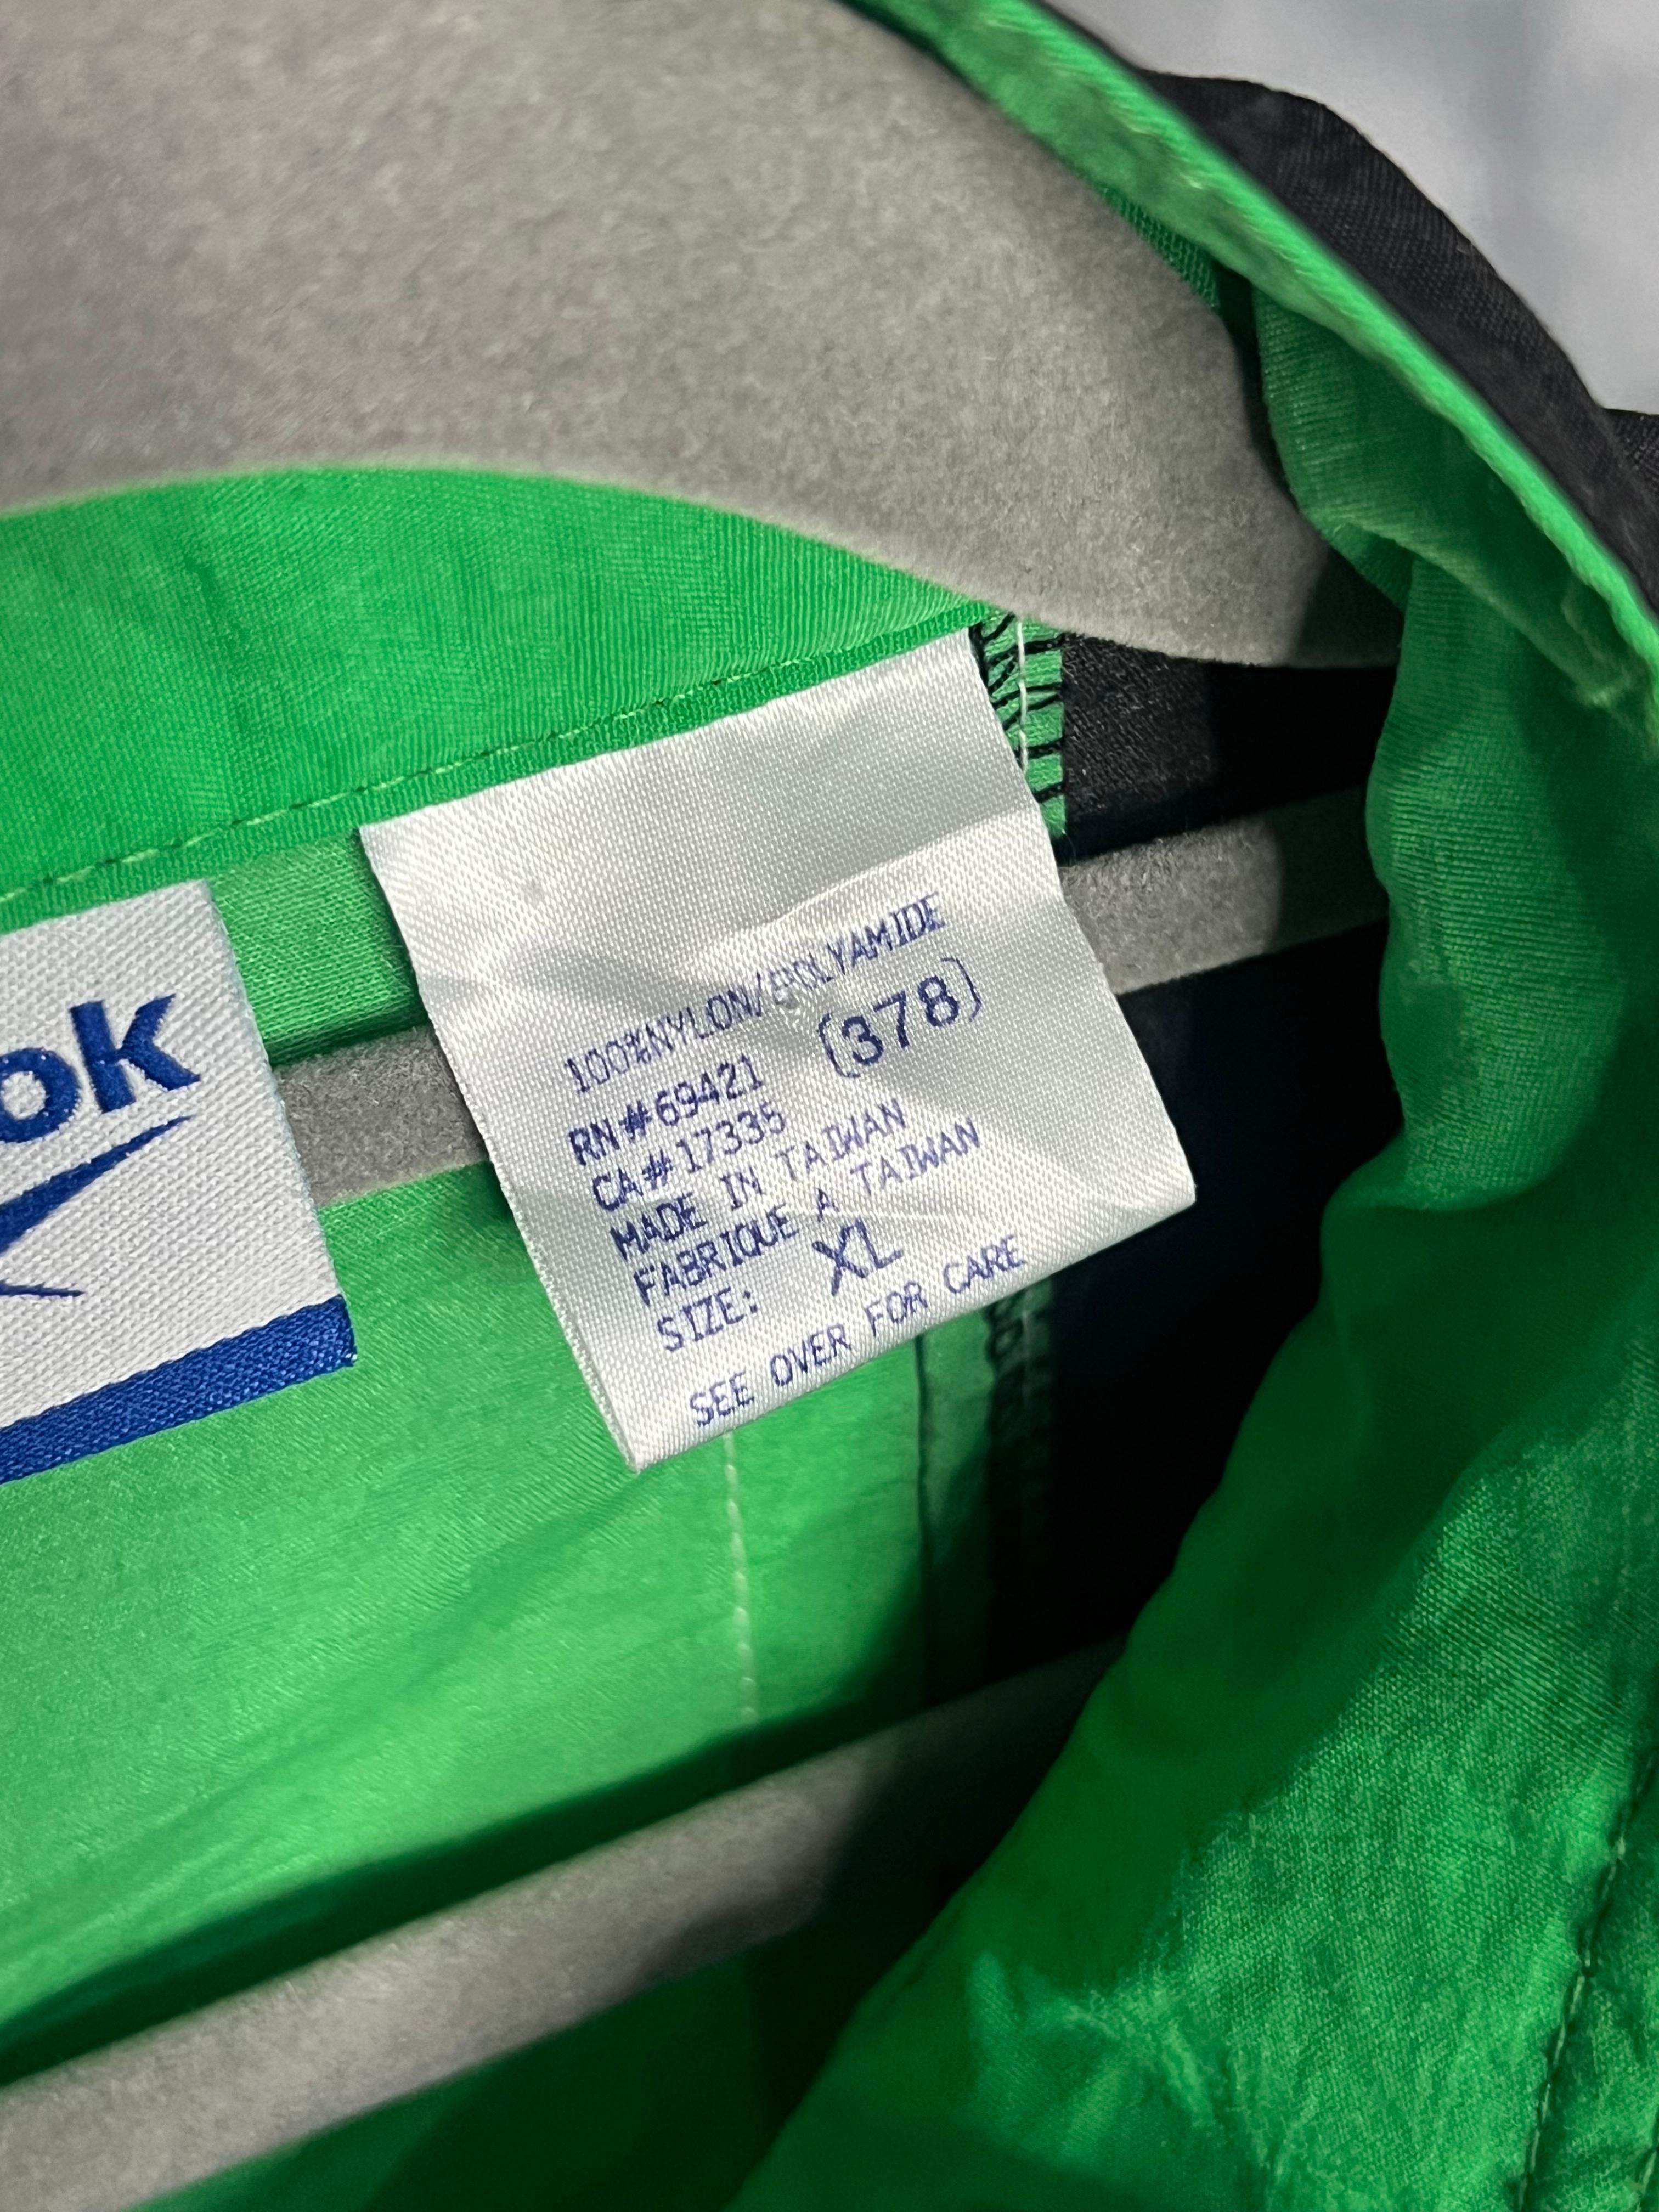 ok
100%NYLON/POLYAMIDE
RN#69421 (378)
CA#17335
MADE IN TAIWAN
FABRIQUE A TAIWAN
SIZE: XL
SEE OVER FOR CARE